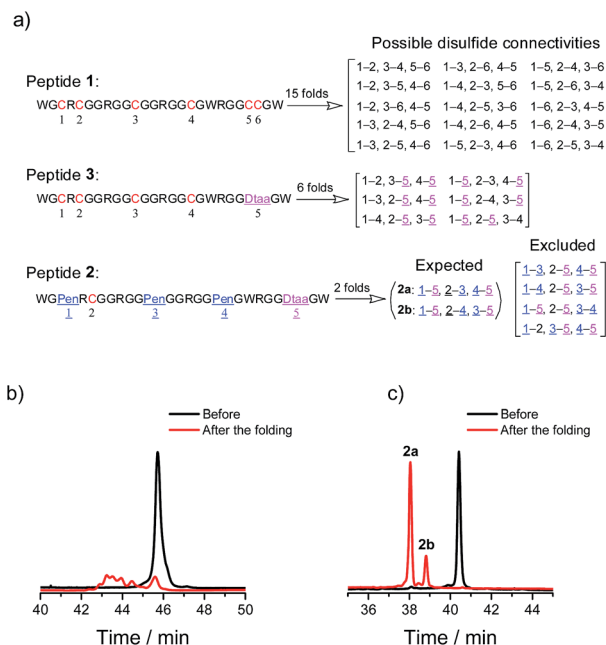 a)
Possible disulfide connectivities
Peptide 1:
WGCRCGGRGGCGGRGGCGWRGGCCGW
1 2 3 4 5 6
15 folds
1–2, 3–4, 5–6 1–3, 2–6, 4–5 1–5, 2–4, 3–6
1–2, 3–5, 4–6 1–4, 2–3, 5–6 1–5, 2–6, 3–4
1–2, 3–6, 4–5 1–4, 2–5, 3–6 1–6, 2–3, 4–5
1–3, 2–4, 5–6 1–4, 2–6, 4–5 1–6, 2–4, 3–5
1–3, 2–5, 4–6 1–5, 2–3, 4–6 1–6, 2–5, 3–4
Peptide 3:
WGCRCGGRGGCGGRGGCGWRGGDtaaGW
1 2 3 4 5
6 folds
1–2, 3–5, 4–5 1–5, 2–3, 4–5
1–3, 2–5, 4–5 1–5, 2–4, 3–5
1–4, 2–5, 3–5 1–5, 2–5, 3–4
Peptide 2:
WGPenRCGGRGGPenGGRGGPenGWRGGDtaaGW
1 2 3 4 5
2 folds
Expected
2a: 1–5, 2–3, 4–5
2b: 1–5, 2–4, 3–5
Excluded
1–3, 2–5, 4–5
1–4, 2–5, 3–5
1–5, 2–5, 3–4
1–2, 3–5, 4–5
b)
Before
After the folding
40 42 44 46 48 50
Time / min
c)
Before
After the folding
2a
2b
36 38 40 42 44
Time / min